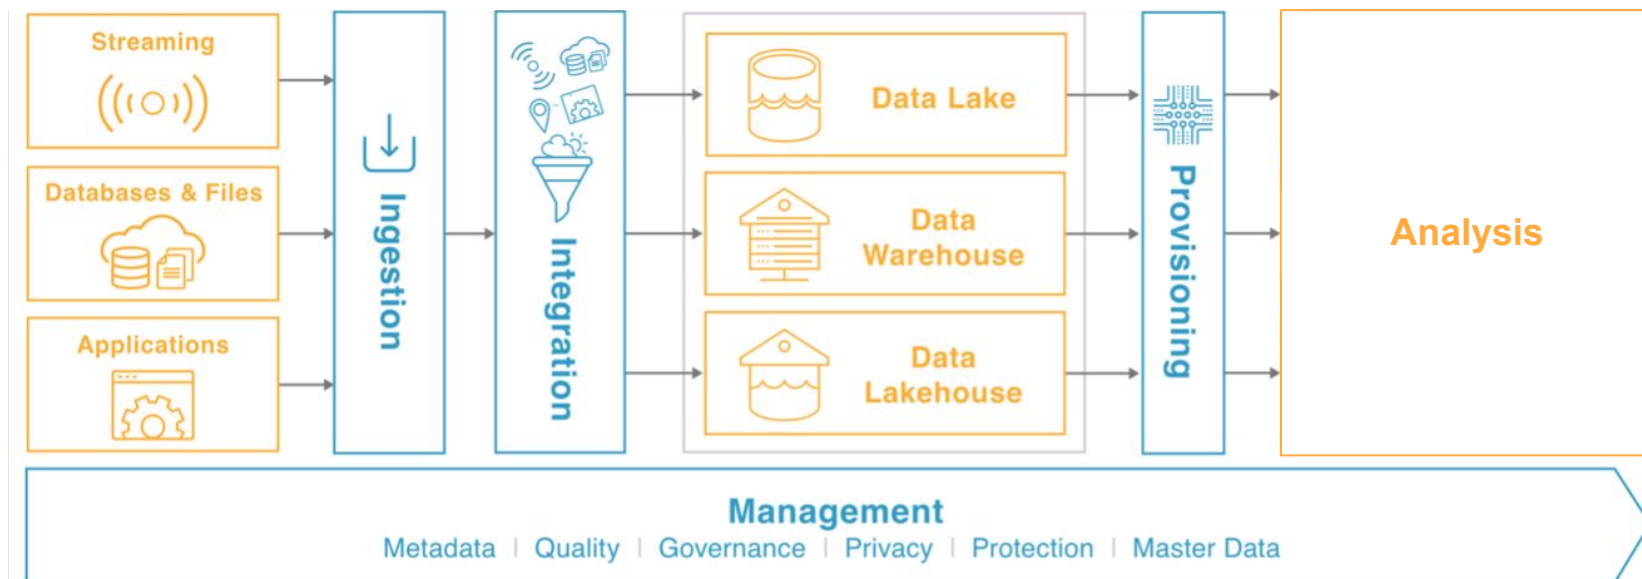 Streaming
Databases & Files
Applications
Ingestion
Integration
Data Lake
Data
Warehouse
Data
Lakehouse
Provisioning
Analysis
Management
Metadata | Quality | Governance | Privacy | Protection | Master Data